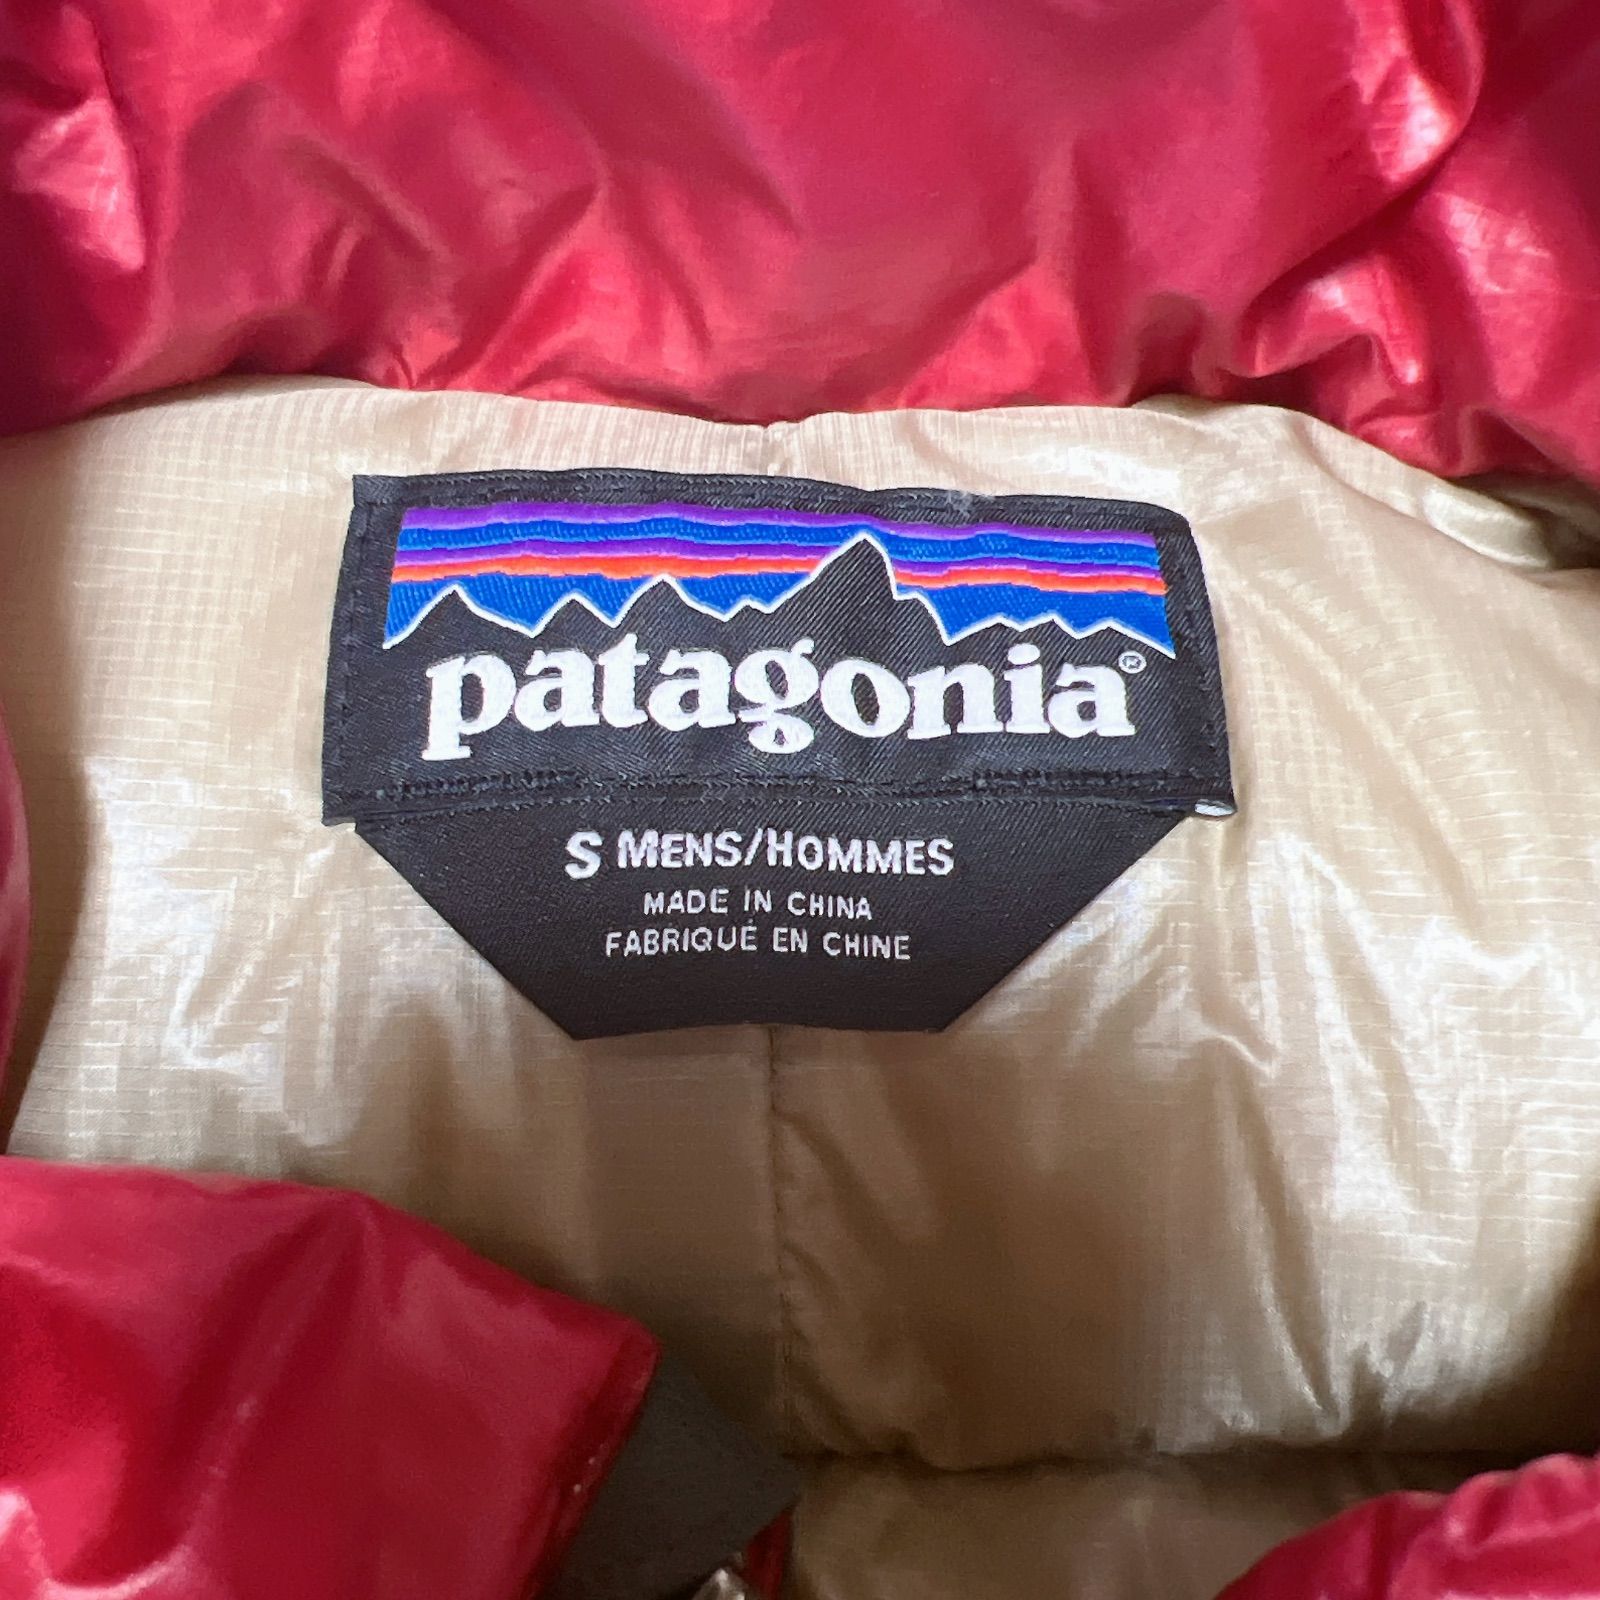 patagonia®
S MENS/HOMMES
MADE IN CHINA
FABRIQUÉ EN CHINE